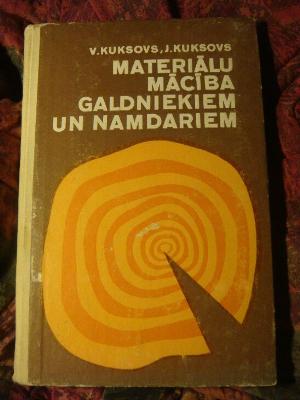 V. KUKSOVS, J. KUKSOVS
MATERIĀLU
MĀCĪBA
GALDNIEKIEM
UN NAMDARIEM